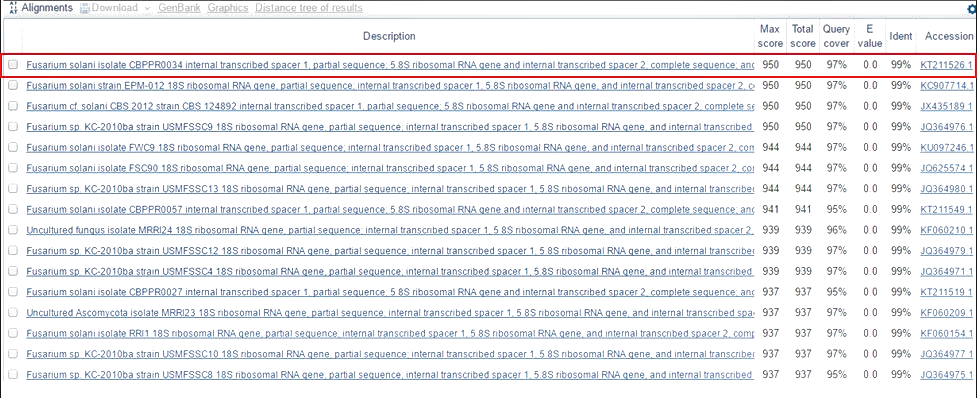 Alignments Download GenBank Graphics Distance tree of results
Description Max score Total score Query cover E value Ident Accession
Fusarium solani isolate CBPPR0034 internal transcribed spacer 1, partial sequence; 5.8S ribosomal RNA gene and internal transcribed spacer 2, complete sequence; and 950 950 97% 0.0 99% KT211526.1
Fusarium solani strain EPM-012 18S ribosomal RNA gene, partial sequence; internal transcribed spacer 1, 5.8S ribosomal RNA gene, and internal transcribed spacer 2, c 950 950 97% 0.0 99% KC907714.1
Fusarium cf. solani CBS 2012 strain CBS 124892 internal transcribed spacer 1, partial sequence; 5.8S ribosomal RNA gene; and internal transcribed spacer 2, complete se 950 950 97% 0.0 99% JX435189.1
Fusarium sp. KC-2010ba strain USMFSSC9 18S ribosomal RNA gene, partial sequence; internal transcribed spacer 1, 5.8S ribosomal RNA gene, and internal transcribed 950 950 97% 0.0 99% JQ364976.1
Fusarium solani isolate FWC9 18S ribosomal RNA gene, partial sequence; internal transcribed spacer 1, 5.8S ribosomal RNA gene, and internal transcribed spacer 2, com 944 944 97% 0.0 99% KU097246.1
Fusarium solani isolate FSC90 18S ribosomal RNA gene, partial sequence; internal transcribed spacer 1, 5.8S ribosomal RNA gene, and internal transcribed spacer 2, co 944 944 97% 0.0 99% JQ625574.1
Fusarium sp. KC-2010ba strain USMFSSC13 18S ribosomal RNA gene, partial sequence; internal transcribed spacer 1, 5.8S ribosomal RNA gene, and internal transcribed 944 944 97% 0.0 99% JQ364980.1
Fusarium solani isolate CBPPR0057 internal transcribed spacer 1, partial sequence; 5.8S ribosomal RNA gene and internal transcribed spacer 2, complete sequence; and 941 941 95% 0.0 99% KT211549.1
Uncultured fungus isolate MRRI24 18S ribosomal RNA gene, partial sequence; internal transcribed spacer 1, 5.8S ribosomal RNA gene, and internal transcribed spacer 2, 939 939 96% 0.0 99% KF060210.1
Fusarium sp. KC-2010ba strain USMFSSC12 18S ribosomal RNA gene, partial sequence; internal transcribed spacer 1, 5.8S ribosomal RNA gene, and internal transcribed 939 939 97% 0.0 99% JQ364979.1
Fusarium sp. KC-2010ba strain USMFSSC4 18S ribosomal RNA gene, partial sequence; internal transcribed spacer 1, 5.8S ribosomal RNA gene, and internal transcribed 939 939 97% 0.0 99% JQ364971.1
Fusarium solani isolate CBPPR0027 internal transcribed spacer 1, partial sequence; 5.8S ribosomal RNA gene and internal transcribed spacer 2, complete sequence; and 937 937 95% 0.0 99% KT211519.1
Uncultured Ascomycota isolate MRRI23 18S ribosomal RNA gene, partial sequence; internal transcribed spacer 1, 5.8S ribosomal RNA gene, and internal transcribed spa 937 937 97% 0.0 99% KF060209.1
Fusarium solani isolate RRI1 18S ribosomal RNA gene, partial sequence; internal transcribed spacer 1, 5.8S ribosomal RNA gene, and internal transcribed spacer 2, comp 937 937 97% 0.0 99% KF060154.1
Fusarium sp. KC-2010ba strain USMFSSC10 18S ribosomal RNA gene, partial sequence; internal transcribed spacer 1, 5.8S ribosomal RNA gene, and internal transcribed 937 937 97% 0.0 99% JQ364977.1
Fusarium sp. KC-2010ba strain USMFSSC8 18S ribosomal RNA gene, partial sequence; internal transcribed spacer 1, 5.8S ribosomal RNA gene, and internal transcribed 937 937 95% 0.0 99% JQ364975.1